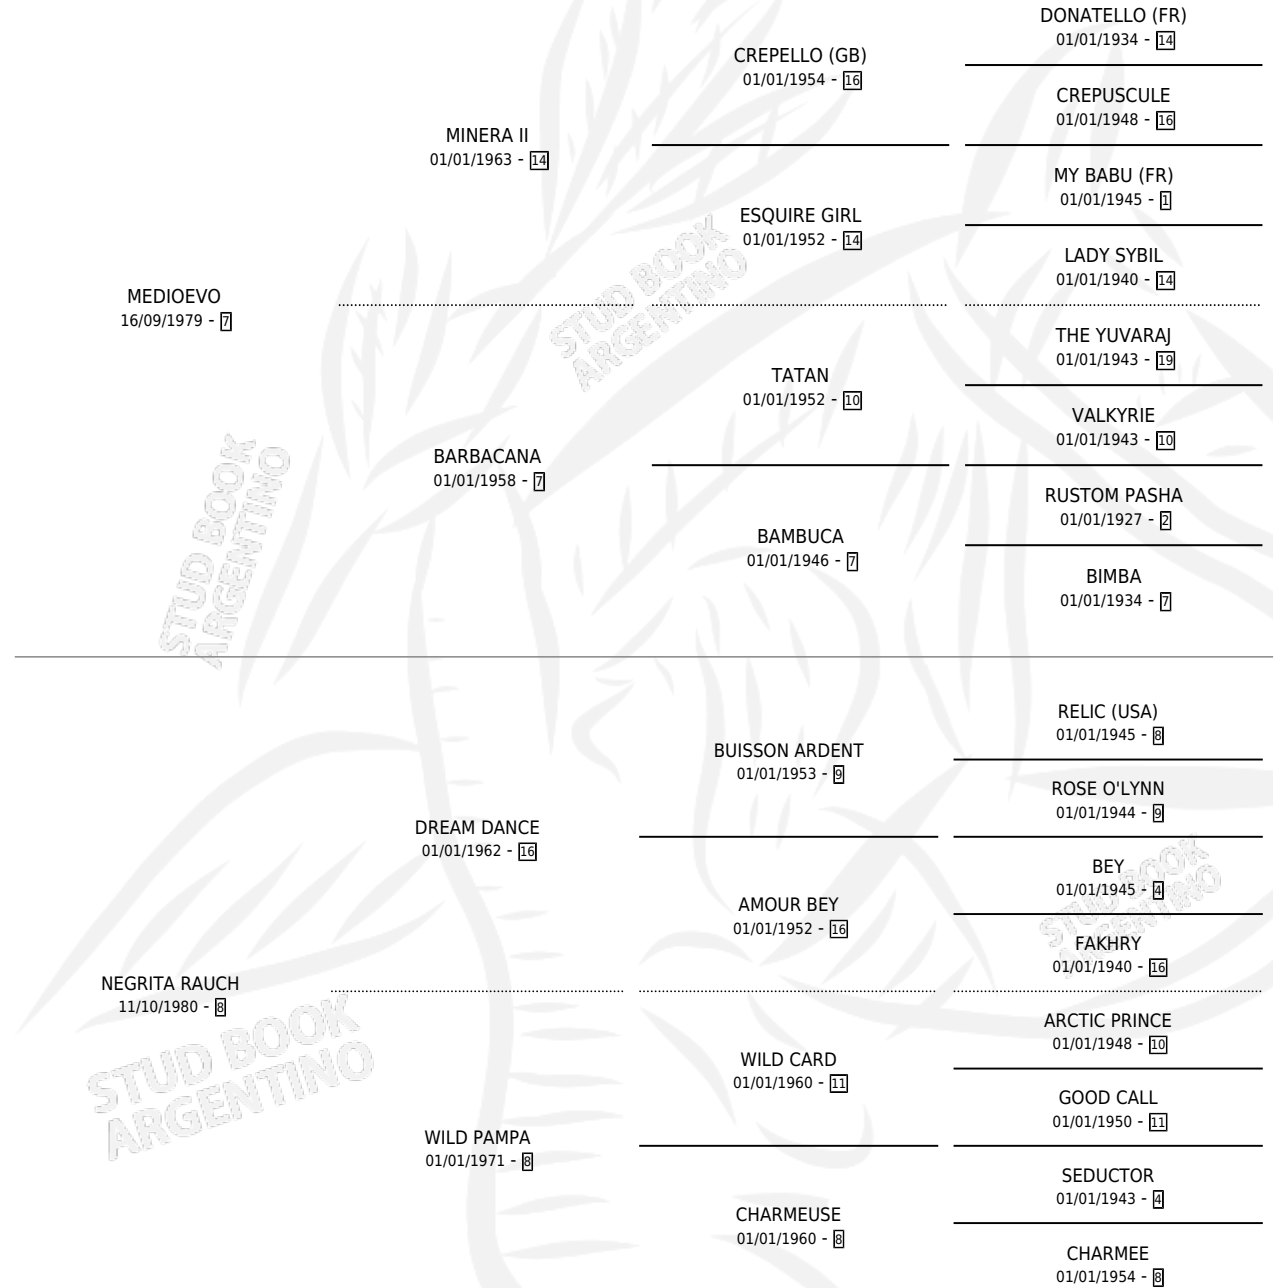 DONATELLO (FR)
01/01/1934 - 14
CREPELLO (GB)
01/01/1954 - 16
CREPUSCULE
01/01/1948 - 16
MINERA II
01/01/1963 - 14
MY BABU (FR)
01/01/1945 - 1
ESQUIRE GIRL
01/01/1952 - 14
LADY SYBIL
01/01/1940 - 14
MEDIOEVO
16/09/1979 - 7
THE YUVARAJ
01/01/1943 - 19
TATAN
01/01/1952 - 10
VALKYRIE
01/01/1943 - 10
BARBACANA
01/01/1958 - 7
RUSTOM PASHA
01/01/1927 - 2
BAMBUCA
01/01/1946 - 7
BIMBA
01/01/1934 - 7
RELIC (USA)
01/01/1945 - 8
BUISSON ARDENT
01/01/1953 - 9
ROSE O'LYNN
01/01/1944 - 9
DREAM DANCE
01/01/1962 - 16
BEY
01/01/1945 - 4
AMOUR BEY
01/01/1952 - 16
FAKHRY
01/01/1940 - 16
NEGRITA RAUCH
11/10/1980 - 8
ARCTIC PRINCE
01/01/1948 - 10
WILD CARD
01/01/1960 - 11
GOOD CALL
01/01/1950 - 11
WILD PAMPA
01/01/1971 - 8
SEDUCTOR
01/01/1943 - 4
CHARMEUSE
01/01/1960 - 8
CHARMEE
01/01/1954 - 8
STUD BOOK
ARGENTINO
STUD BOOK
ARGENTINO
STUD BOOK
ARGENTINO
STUD BOOK
ARGENTINO